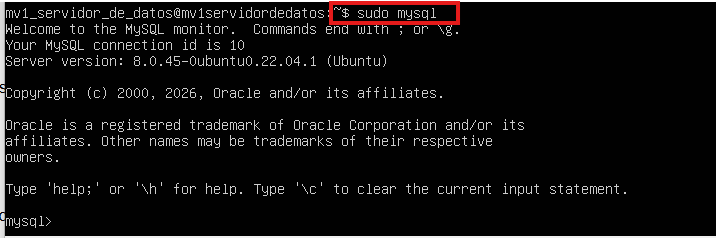 mv1_servidor_de_datos@mv1servidordedatos:~$ sudo mysql
Welcome to the MySQL monitor.  Commands end with ; or \g.
Your MySQL connection id is 10
Server version: 8.0.45-0ubuntu0.22.04.1 (Ubuntu)
Copyright (c) 2000, 2026, Oracle and/or its affiliates.
Oracle is a registered trademark of Oracle Corporation and/or its
affiliates. Other names may be trademarks of their respective
owners.
Type 'help;' or '\h' for help. Type '\c' to clear the current input statement.
mysql>